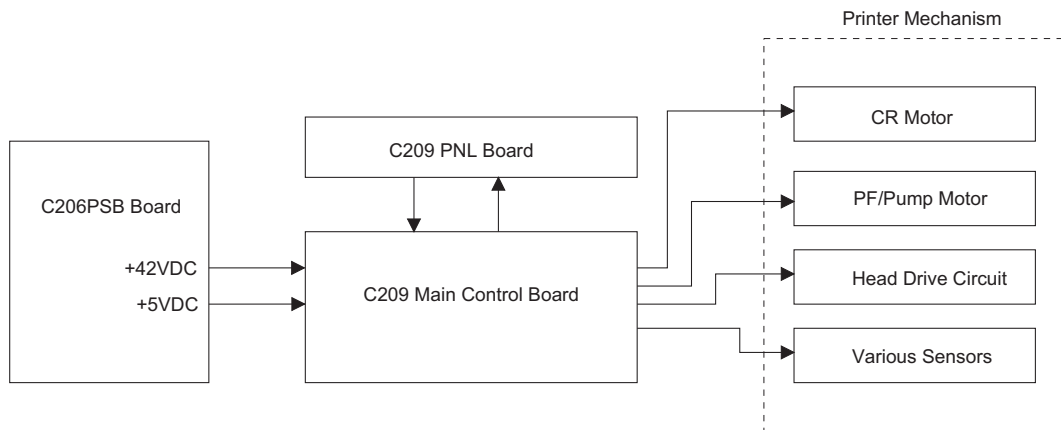 Printer Mechanism
CR Motor
C209 PNL Board
C206PSB Board
PF/Pump Motor
+42VDC
+5VDC
C209 Main Control Board
Head Drive Circuit
Various Sensors